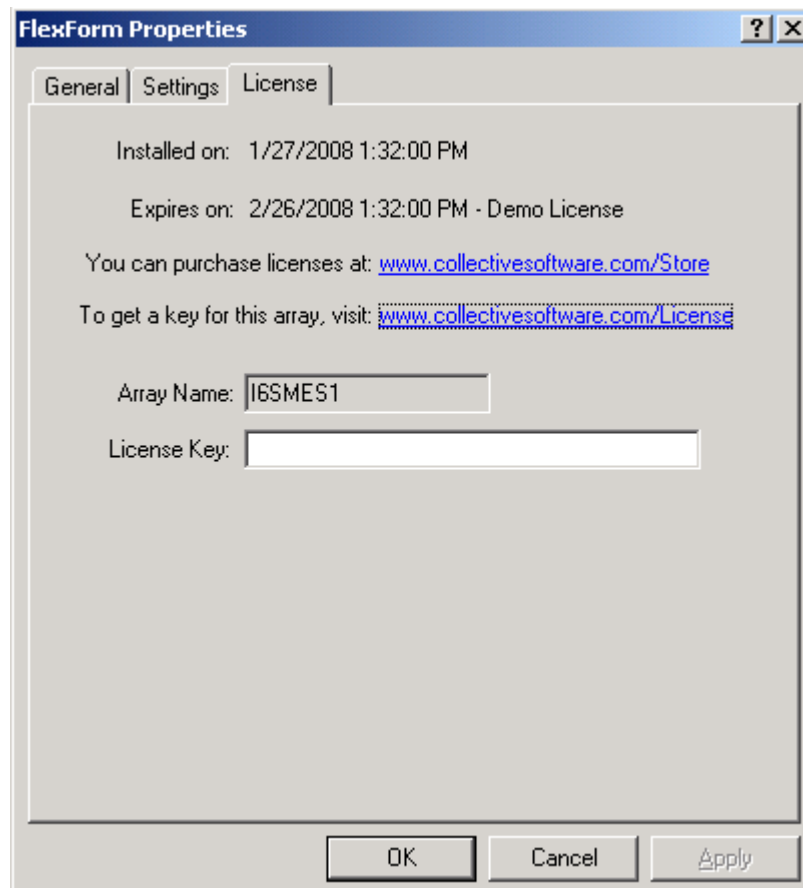 FlexForm Properties
General Settings License
Installed on: 1/27/2008 1:32:00 PM
Expires on: 2/26/2008 1:32:00 PM - Demo License
You can purchase licenses at: www.collectivesoftware.com/Store
To get a key for this array, visit: www.collectivesoftware.com/License
Array Name: I6SMES1
License Key:
OK Cancel Apply